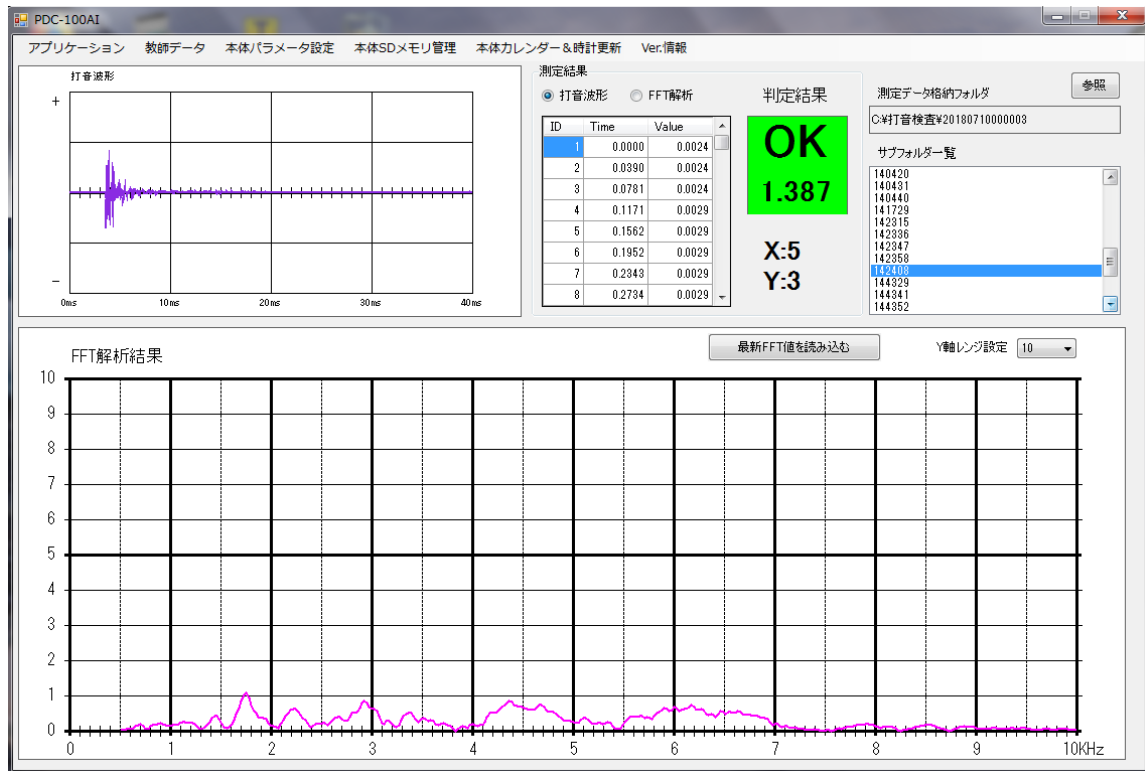 PDC-100AI
アプリケーション 教師データ 本体パラメータ設定 本体SDメモリ管理 本体カレンダー＆時計更新 Ver.情報
打音波形
+
−
0ms 10ms 20ms 30ms 40ms
測定結果
打音波形 FFT解析
ID Time Value
1 0.0000 0.0024
2 0.0390 0.0024
3 0.0781 0.0024
4 0.1171 0.0029
5 0.1562 0.0029
6 0.1952 0.0029
7 0.2343 0.0029
8 0.2734 0.0029
判定結果
OK
1.387
X:5
Y:3
測定データ格納フォルダ 参照
C:¥打音検査¥20180710000003
サブフォルダ一覧
140420
140431
140440
141729
142315
142336
142347
142358
142408
144329
144341
144352
FFT解析結果
最新FFT値を読み込む
Y軸レンジ設定 10
10
9
8
7
6
5
4
3
2
1
0
0 1 2 3 4 5 6 7 8 9 10KHz